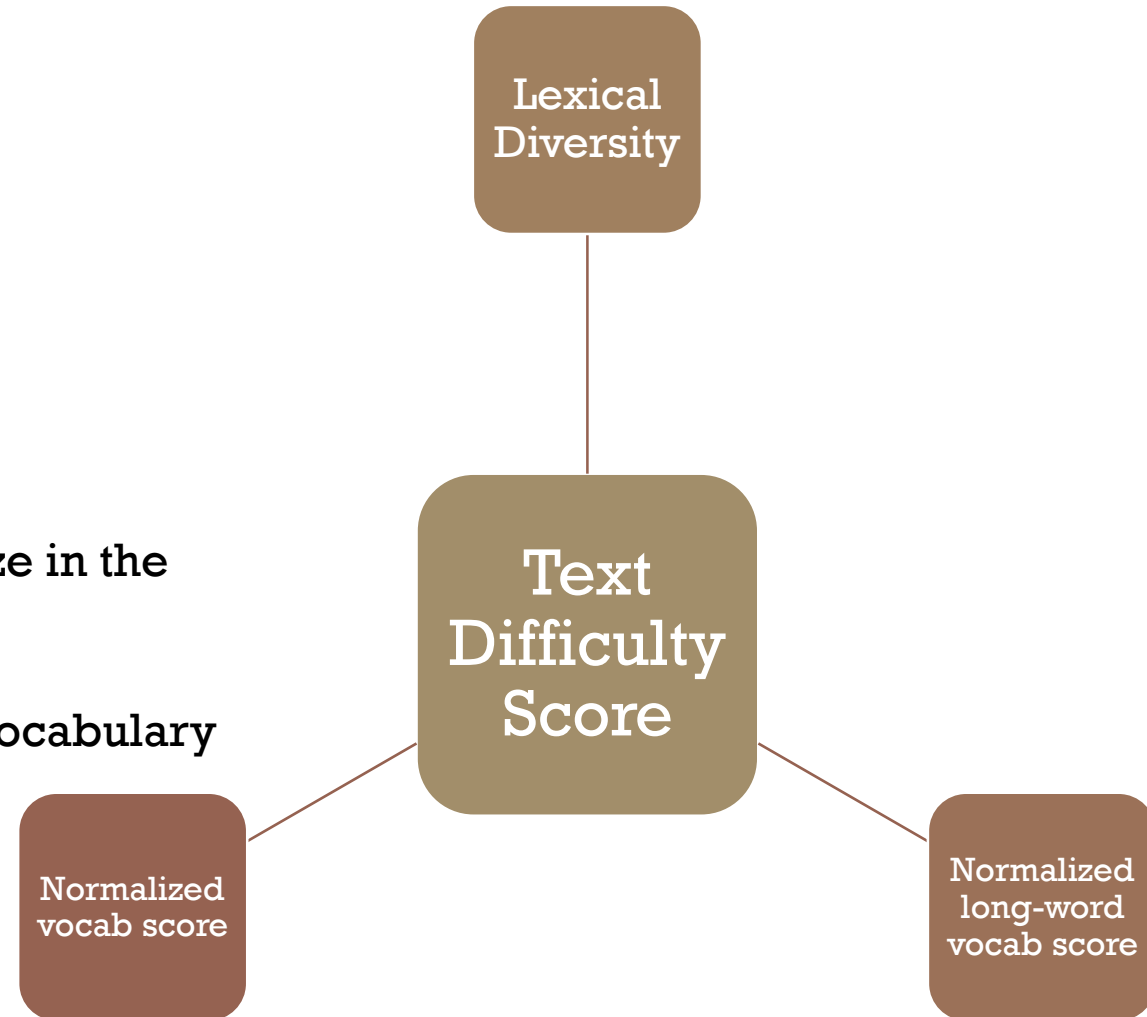 Lexical
Diversity
ze in the
Text
Difficulty
Score
ocabulary
Normalized
vocab score
Normalized
long-word
vocab score